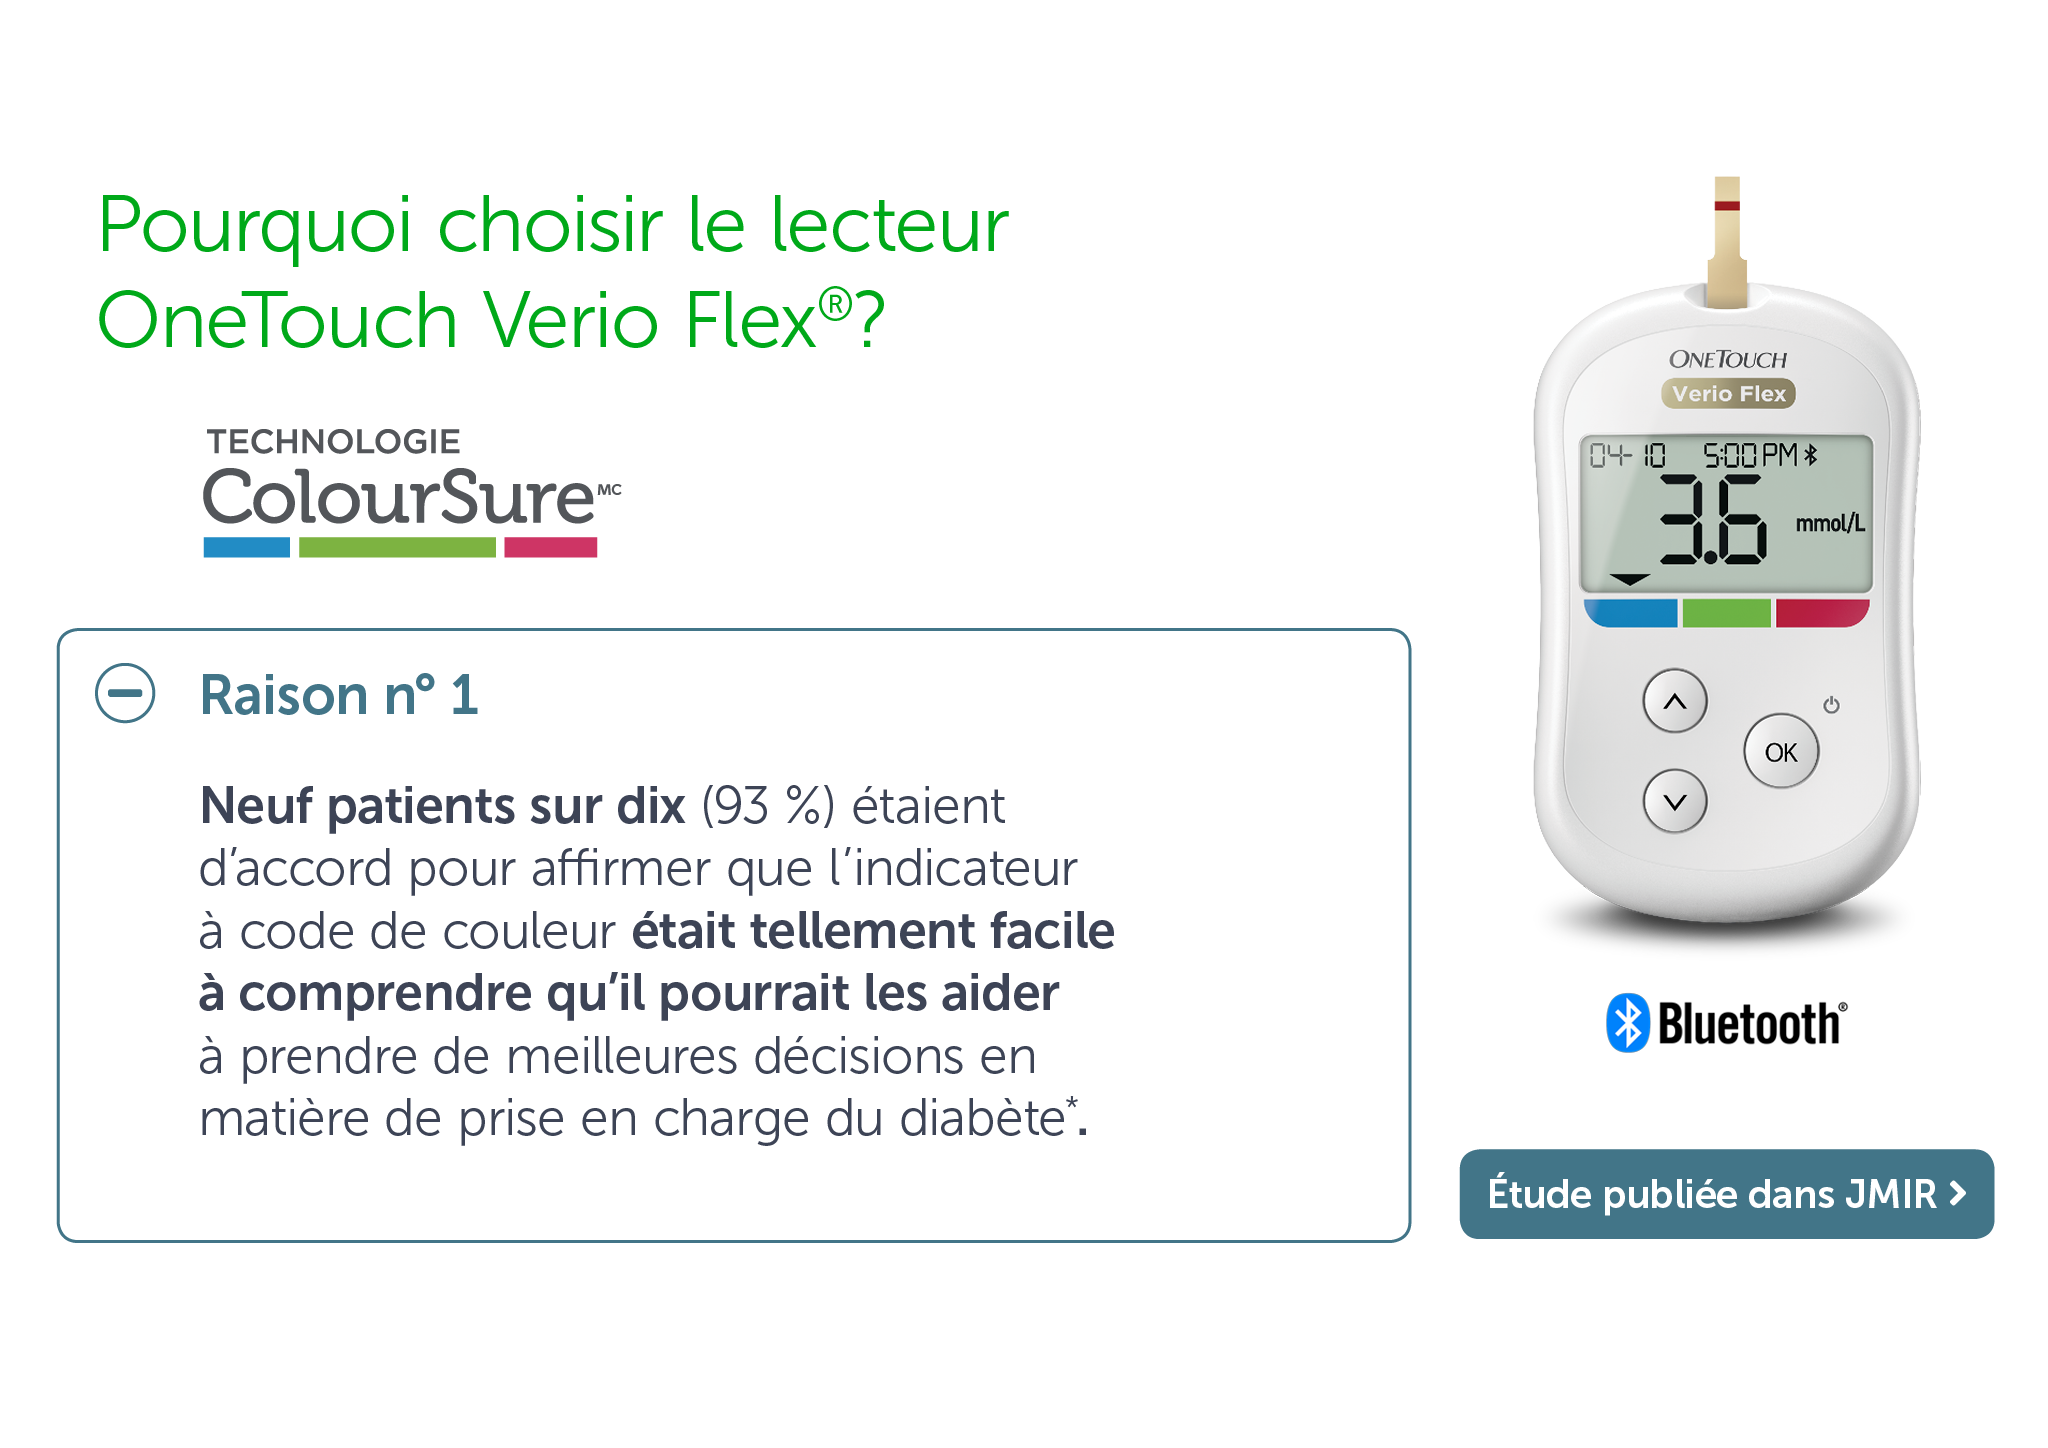 Pourquoi choisir le lecteur
OneTouch Verio Flex®?
TECHNOLOGIE
ColourSure MC
Raison n° 1
Neuf patients sur dix (93 %) étaient
d’accord pour affirmer que l’indicateur
à code de couleur était tellement facile
à comprendre qu’il pourrait les aider
à prendre de meilleures décisions en
matière de prise en charge du diabète*.
ONETOUCH
Verio Flex
04-10 5:00 PM
3.6 mmol/L
OK
Bluetooth®
Étude publiée dans JMIR >